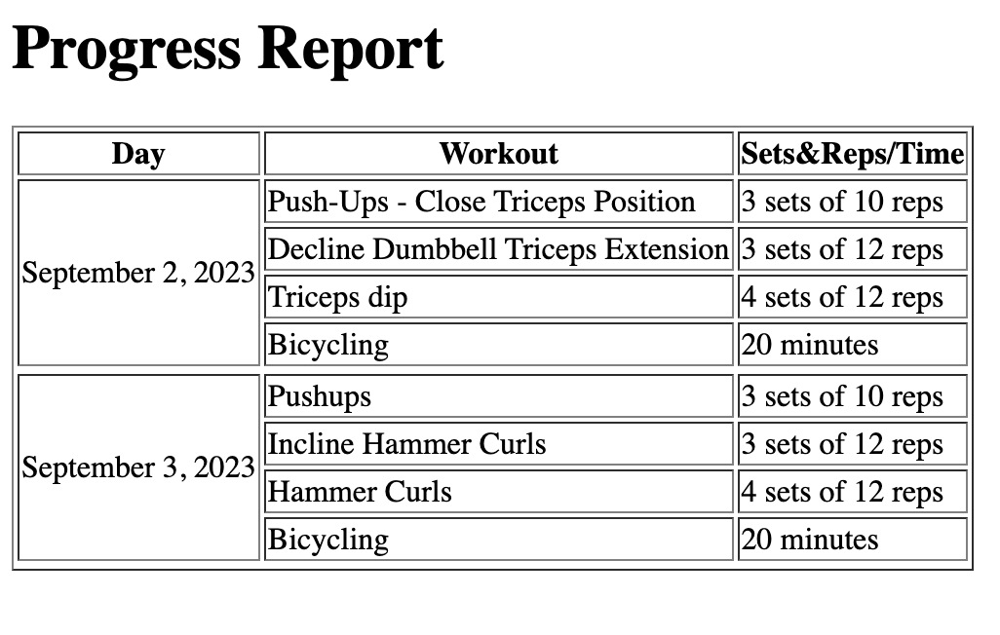 Progress Report
Day Workout Sets&Reps/Time
September 2, 2023
Push-Ups - Close Triceps Position 3 sets of 10 reps
Decline Dumbbell Triceps Extension 3 sets of 12 reps
Triceps dip 4 sets of 12 reps
Bicycling 20 minutes
September 3, 2023
Pushups 3 sets of 10 reps
Incline Hammer Curls 3 sets of 12 reps
Hammer Curls 4 sets of 12 reps
Bicycling 20 minutes